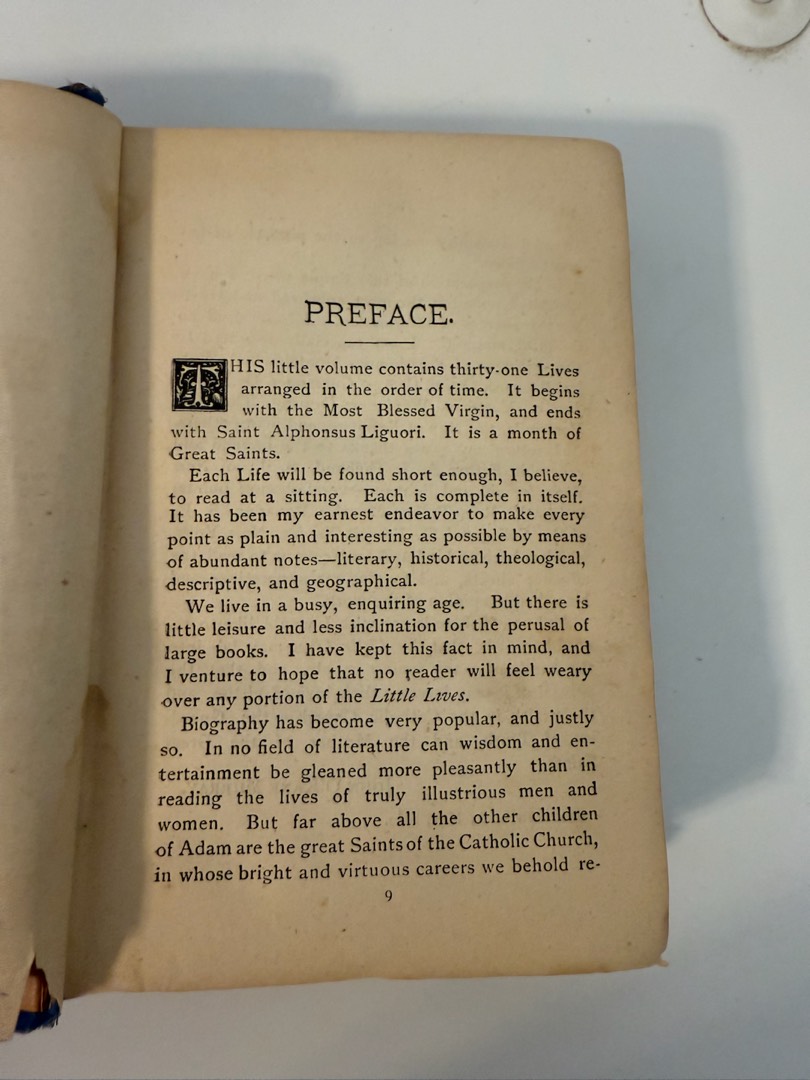 PREFACE.
THIS little volume contains thirty-one Lives
arranged in the order of time. It begins
with the Most Blessed Virgin, and ends
with Saint Alphonsus Liguori. It is a month of
Great Saints.
Each Life will be found short enough, I believe,
to read at a sitting. Each is complete in itself.
It has been my earnest endeavor to make every
point as plain and interesting as possible by means
of abundant notes—literary, historical, theological,
descriptive, and geographical.
We live in a busy, enquiring age. But there is
little leisure and less inclination for the perusal of
large books. I have kept this fact in mind, and
I venture to hope that no reader will feel weary
over any portion of the Little Lives.
Biography has become very popular, and justly
so. In no field of literature can wisdom and en-
tertainment be gleaned more pleasantly than in
reading the lives of truly illustrious men and
women. But far above all the other children
of Adam are the great Saints of the Catholic Church,
in whose bright and virtuous careers we behold re-
9